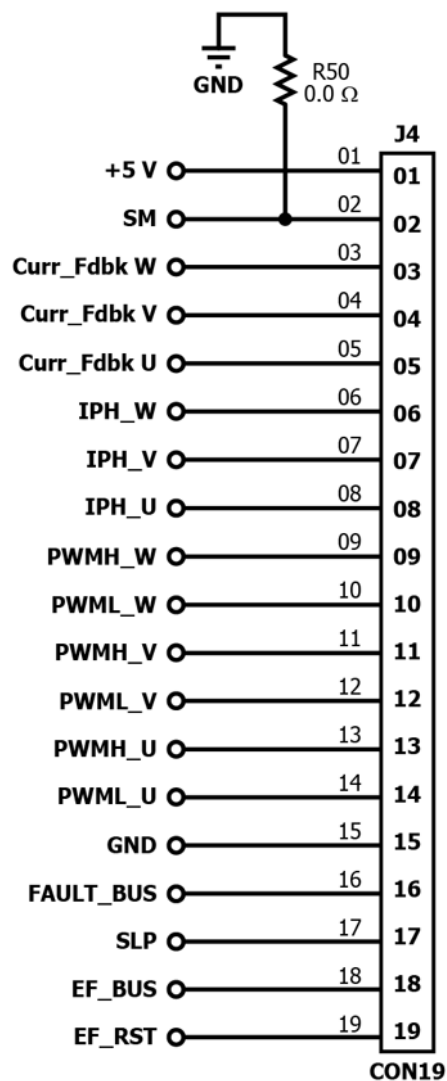 GND
R50
0.0 Ω
J4
+5 V 01 01
SM 02 02
Curr_Fdbk W 03 03
Curr_Fdbk V 04 04
Curr_Fdbk U 05 05
IPH_W 06 06
IPH_V 07 07
IPH_U 08 08
PWMH_W 09 09
PWML_W 10 10
PWMH_V 11 11
PWML_V 12 12
PWMH_U 13 13
PWML_U 14 14
GND 15 15
FAULT_BUS 16 16
SLP 17 17
EF_BUS 18 18
EF_RST 19 19
CON19